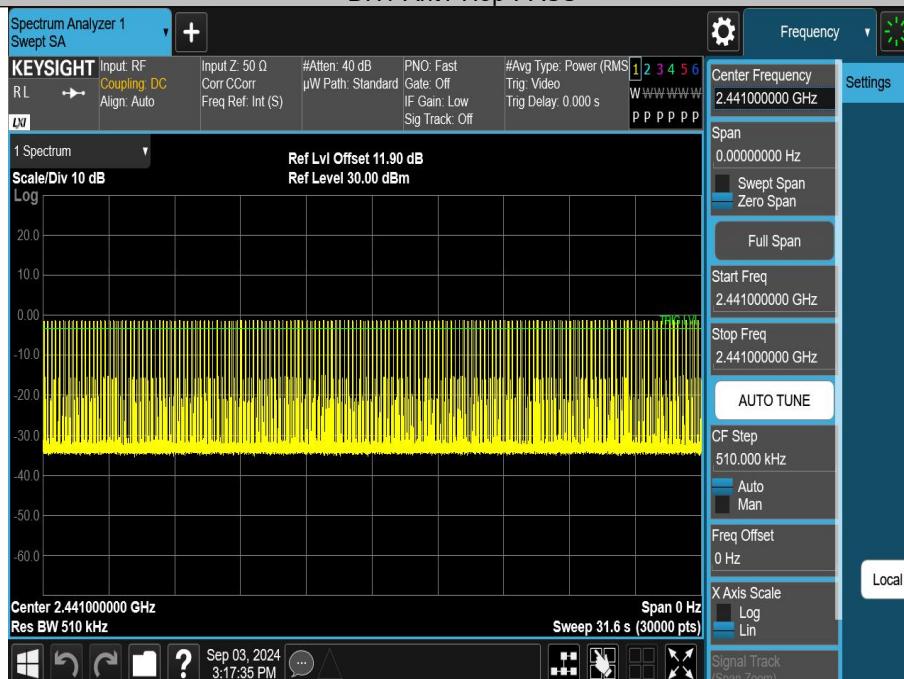 Spectrum Analyzer 1
Swept SA
Frequency
KEYSIGHT
RL
LXI
Input: RF
Coupling: DC
Align: Auto
Input Z: 50 Ω
Corr CCorr
Freq Ref: Int (S)
#Atten: 40 dB
µW Path: Standard
PNO: Fast
Gate: Off
IF Gain: Low
Sig Track: Off
#Avg Type: Power (RMS
Trig: Video
Trig Delay: 0.000 s
1 2 3 4 5 6
W W W W W W
P P P P P P
1 Spectrum
Scale/Div 10 dB
Ref Lvl Offset 11.90 dB
Ref Level 30.00 dBm
Log
20.0
10.0
0.00
TRIG LVL
-10.0
-20.0
-30.0
-40.0
-50.0
-60.0
Center 2.441000000 GHz
Span 0 Hz
Res BW 510 kHz
Sweep 31.6 s (30000 pts)
Center Frequency
2.441000000 GHz
Settings
Span
0.00000000 Hz
Swept Span
Zero Span
Full Span
Start Freq
2.441000000 GHz
Stop Freq
2.441000000 GHz
AUTO TUNE
CF Step
510.000 kHz
Auto
Man
Freq Offset
0 Hz
Local
X Axis Scale
Log
Lin
Signal Track
(Span Zoom)
?
Sep 03, 2024
3:17:35 PM